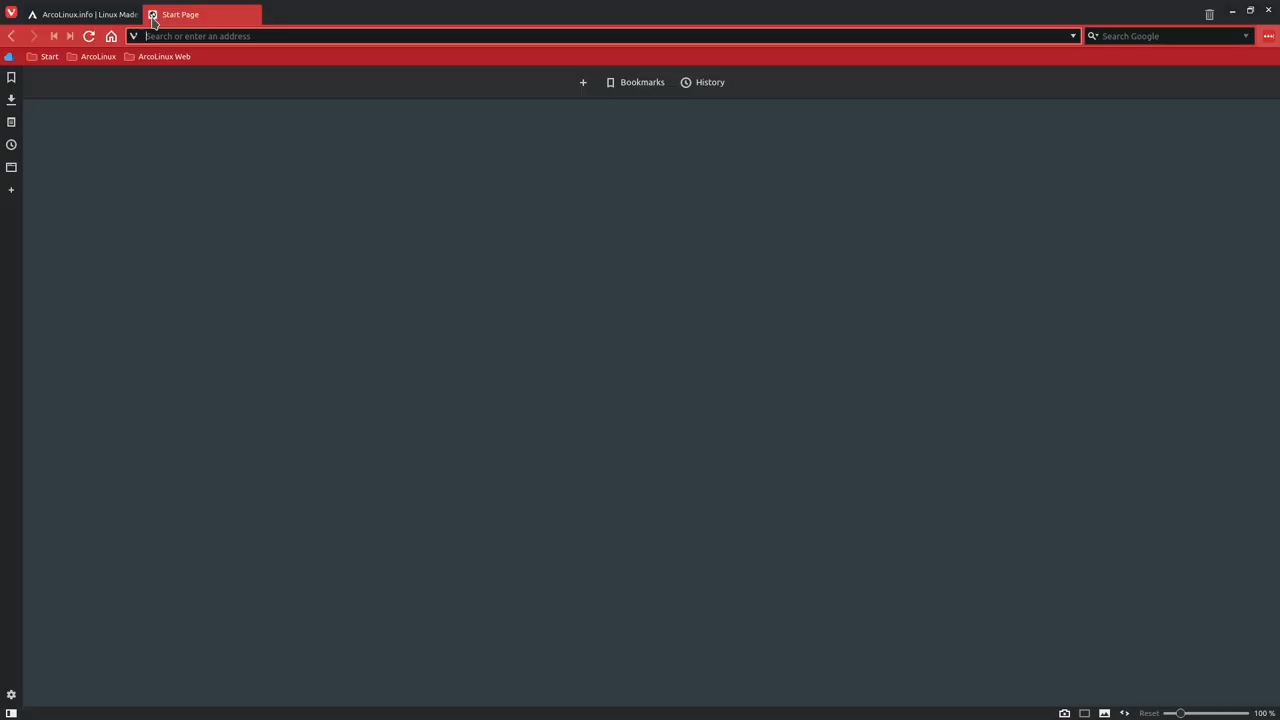 ArcoLinux.info | Linux Made
Start Page
Search or enter an address
Search Google
Start
ArcoLinux
ArcoLinux Web
Bookmarks
History
Reset
100 %